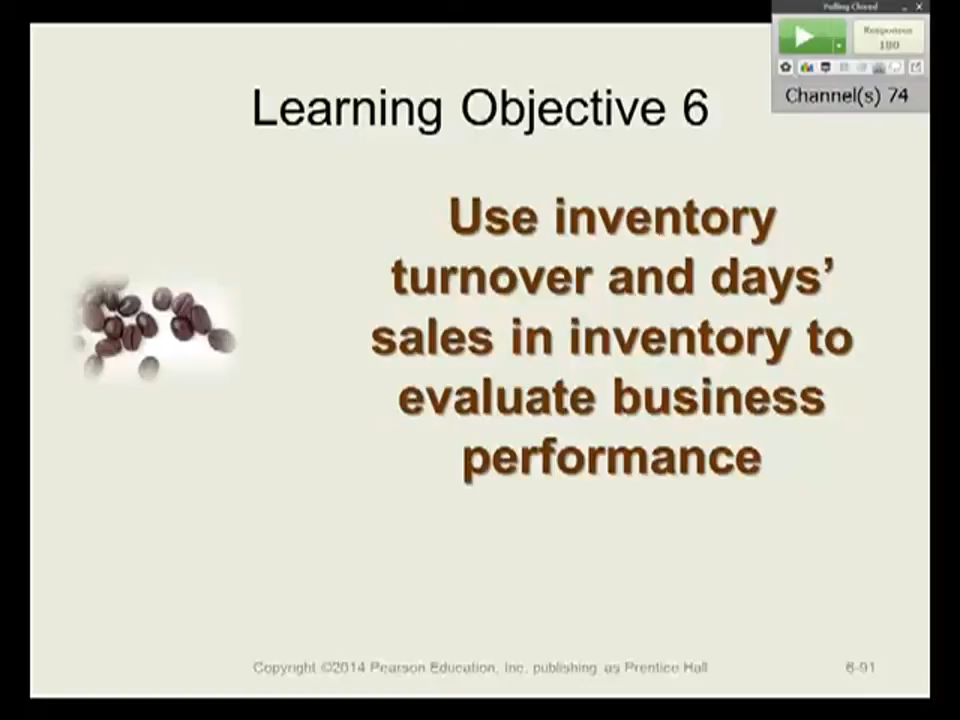 Polling Closed
Responses
180
Channel(s) 74
Learning Objective 6
Use inventory
turnover and days’
sales in inventory to
evaluate business
performance
Copyright ©2014 Pearson Education, Inc. publishing as Prentice Hall
6-91